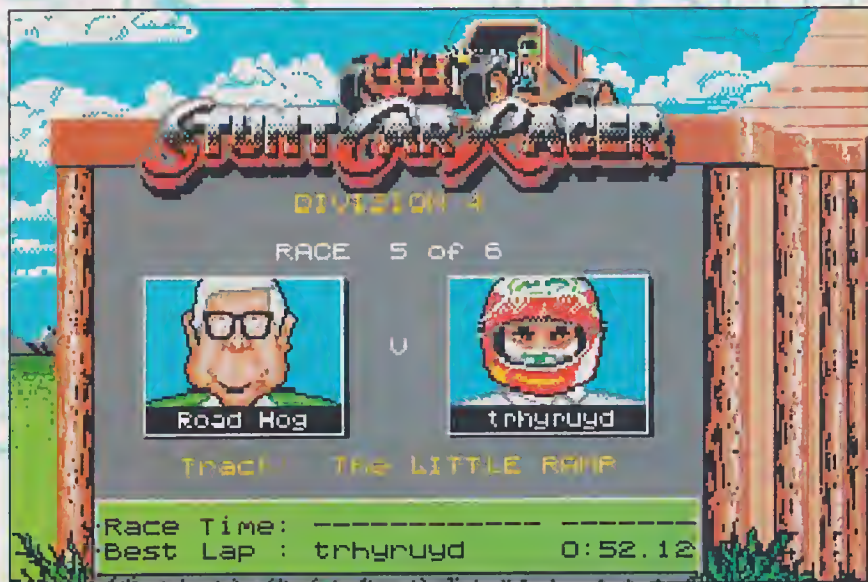 STUNT CAR RACER
DIVISION 4
RACE 5 of 6
Road Hog
V
trhyruyd
Track: The LITTLE RAMP
Race Time: ------------ -------
Best Lap : trhyruyd 0:52.12